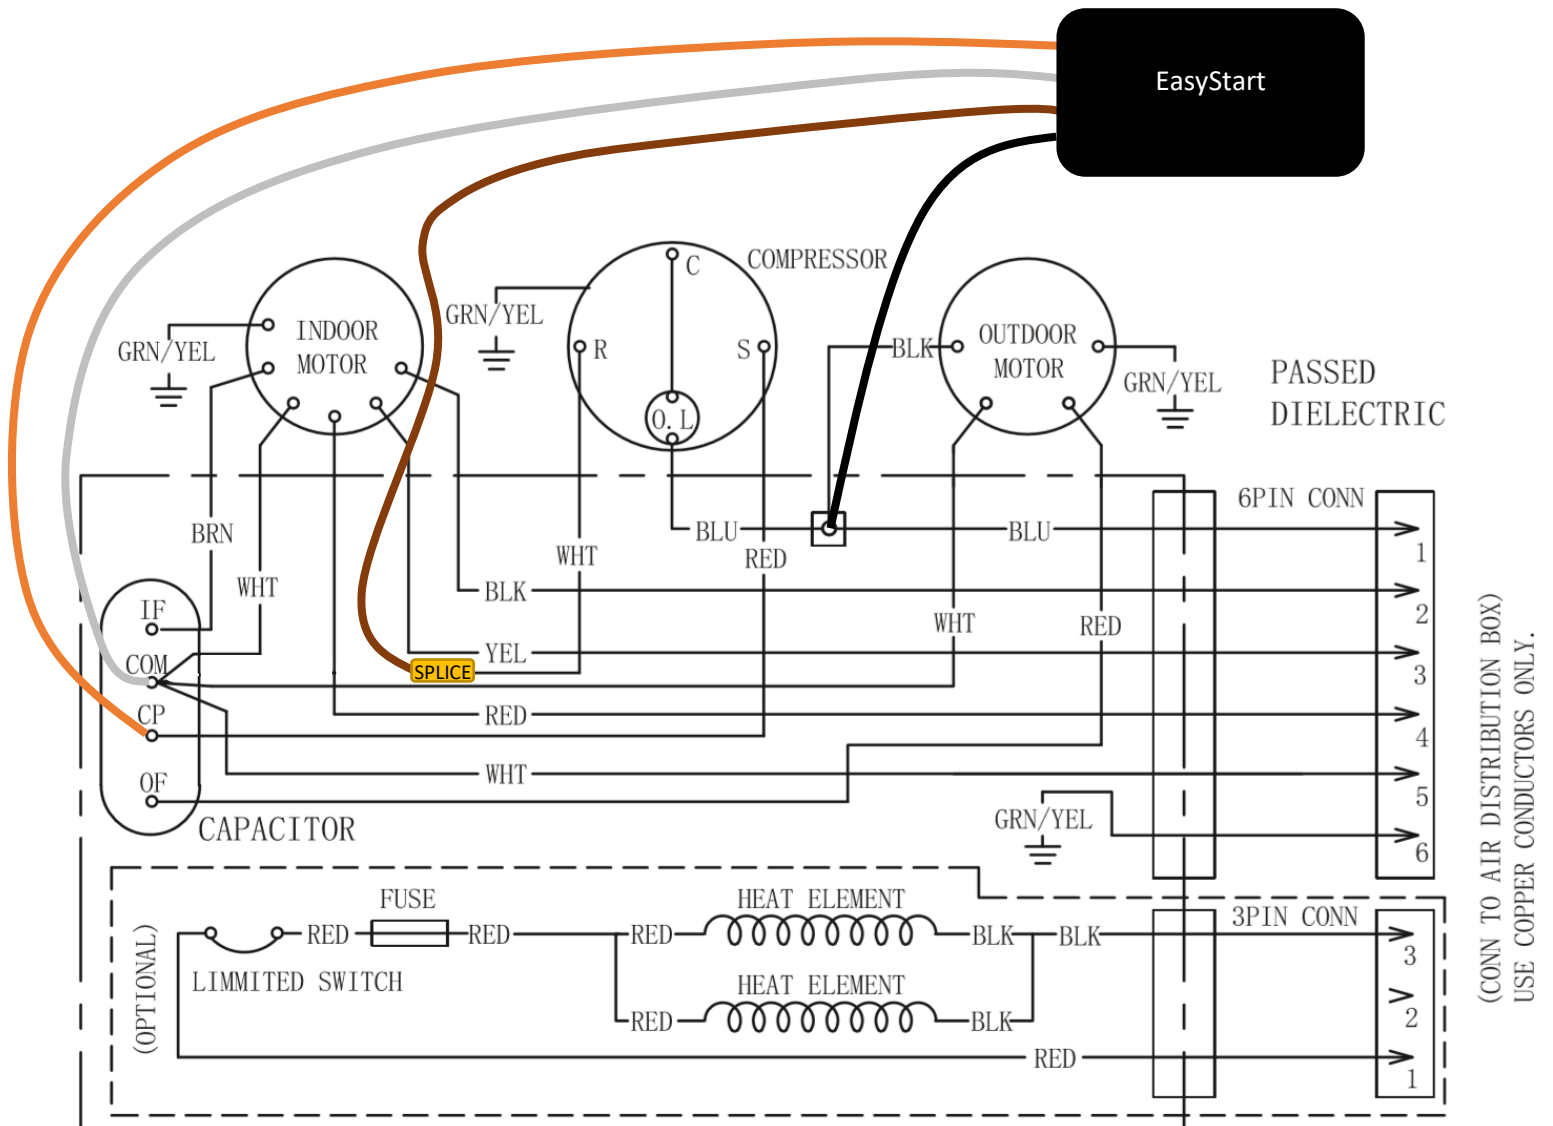 EasyStart
COMPRESSOR
C
GRN/YEL
INDOOR
MOTOR
GRN/YEL
R
S
O.L
BLK
OUTDOOR
MOTOR
GRN/YEL
PASSED
DIELECTRIC
6PIN CONN
BRN
WHT
WHT
BLU
RED
BLU
1
BLK
2
IF
COM
CP
OF
CAPACITOR
YEL
SPLICE
WHT
RED
3
RED
4
WHT
5
GRN/YEL
6
(CONN TO AIR DISTRIBUTION BOX)
USE COPPER CONDUCTORS ONLY.
(OPTIONAL)
FUSE
RED
RED
LIMMITED SWITCH
HEAT ELEMENT
RED
BLK
BLK
3PIN CONN
3
HEAT ELEMENT
RED
BLK
2
RED
1